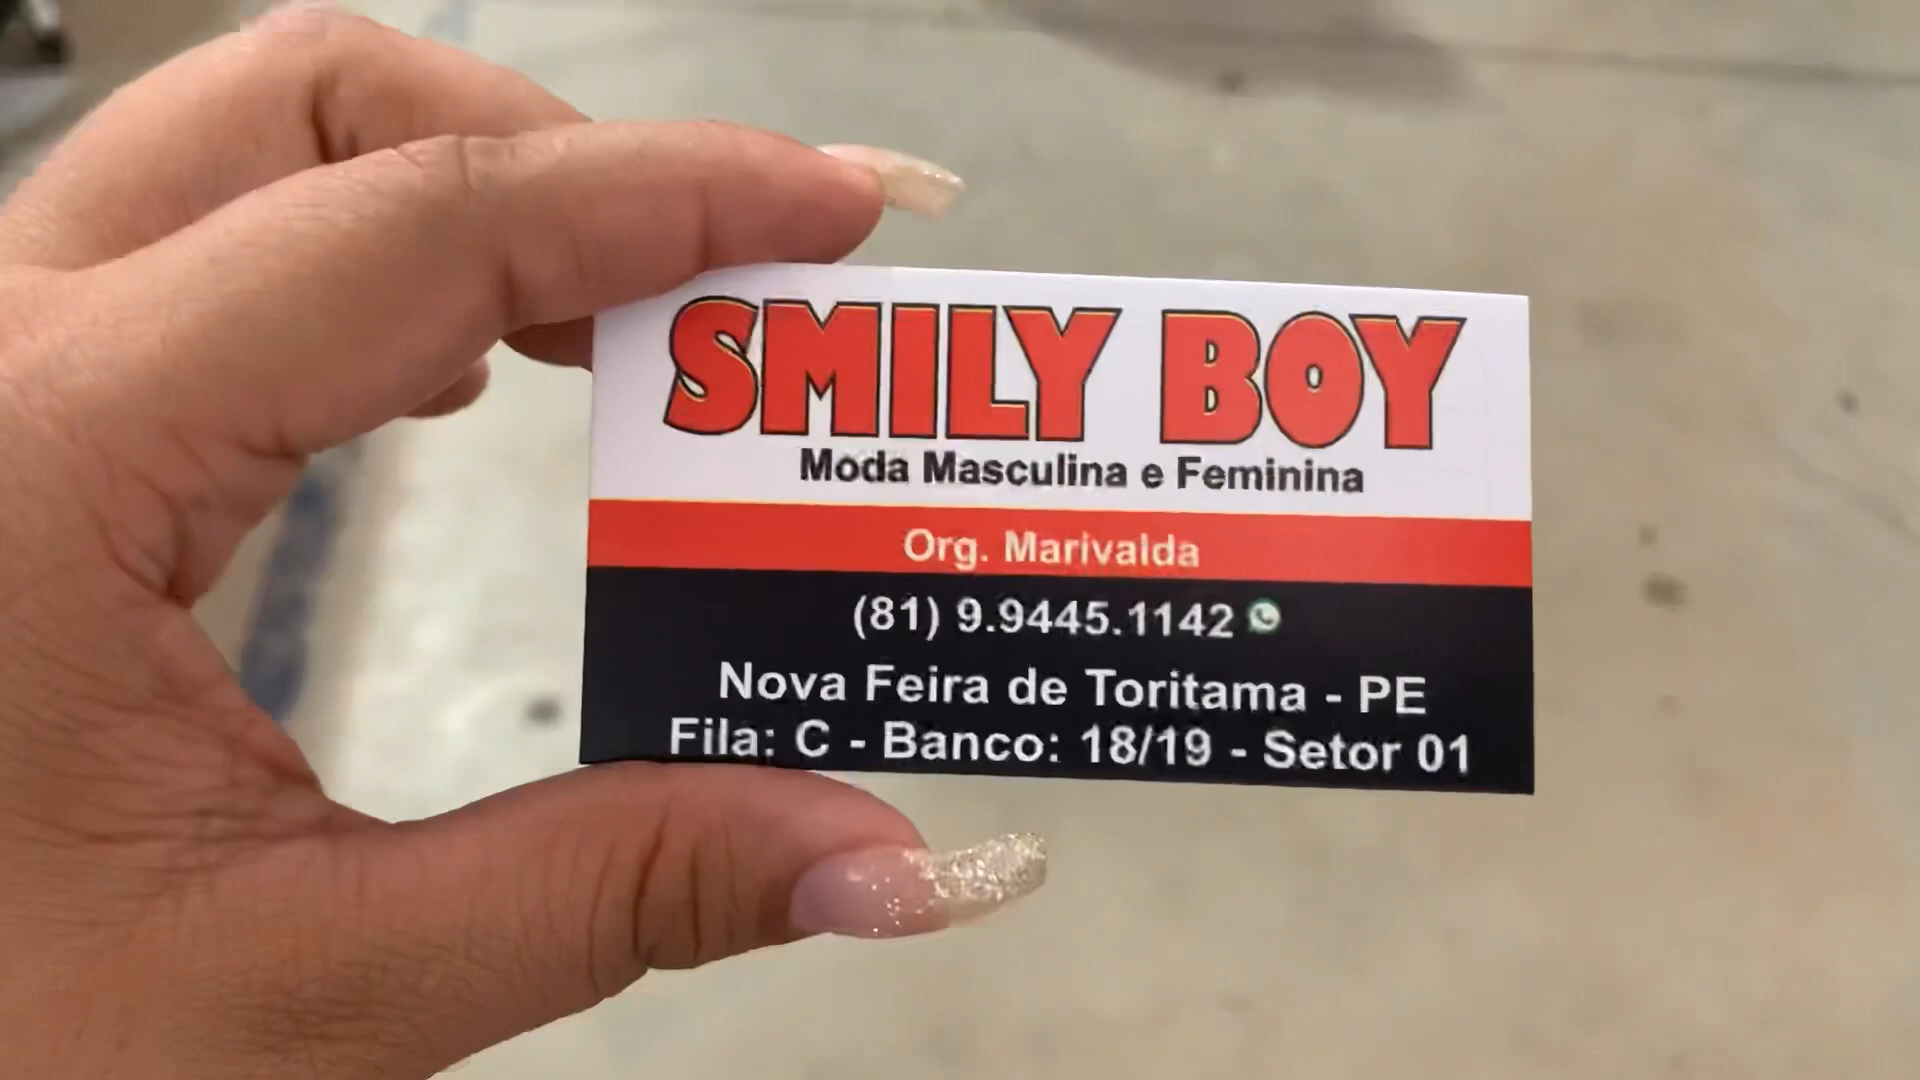 SMILY BOY
Moda Masculina e Feminina
Org. Marivalda
(81) 9.9445.1142
Nova Feira de Toritama - PE
Fila: C - Banco: 18/19 - Setor 01